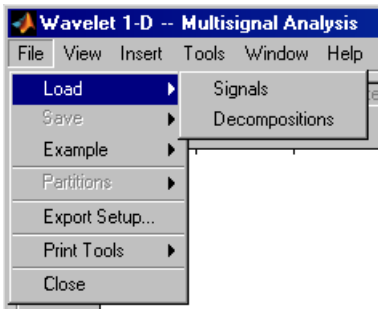 Wavelet 1-D -- Multisignal Analysis
File View Insert Tools Window Help
Load
Signals
Save
Decompositions
Example
Partitions
Export Setup...
Print Tools
Close